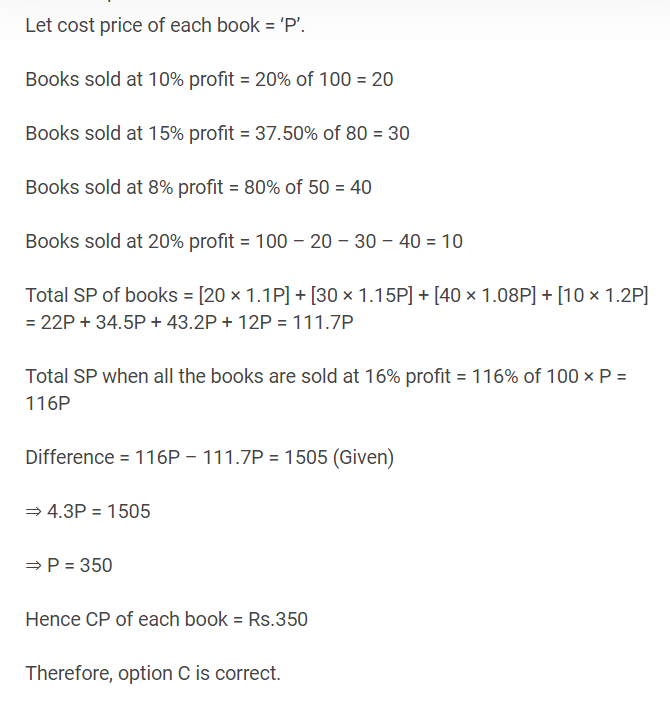 Let cost price of each book = ‘P’.
Books sold at 10% profit = 20% of 100 = 20
Books sold at 15% profit = 37.50% of 80 = 30
Books sold at 8% profit = 80% of 50 = 40
Books sold at 20% profit = 100 − 20 − 30 − 40 = 10
Total SP of books = [20 × 1.1P] + [30 × 1.15P] + [40 × 1.08P] + [10 × 1.2P]
= 22P + 34.5P + 43.2P + 12P = 111.7P
Total SP when all the books are sold at 16% profit = 116% of 100 × P =
116P
Difference = 116P − 111.7P = 1505 (Given)
⇒ 4.3P = 1505
⇒ P = 350
Hence CP of each book = Rs.350
Therefore, option C is correct.